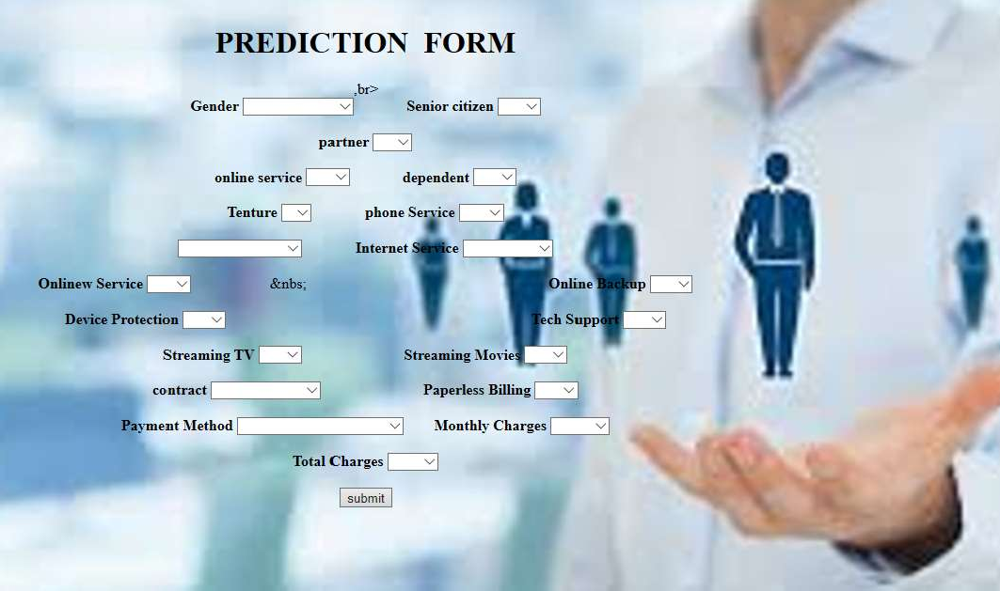 PREDICTION FORM
,br>
Gender Senior citizen
partner
online service dependent
Tenture phone Service
Internet Service
Onlinew Service &nbs; Online Backup
Device Protection Tech Support
Streaming TV Streaming Movies
contract Paperless Billing
Payment Method Monthly Charges
Total Charges
submit